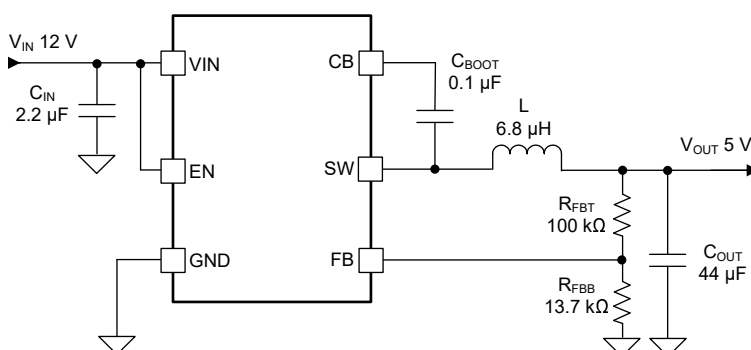 V_IN 12 V
VIN
CB
C_BOOT
0.1 µF
C_IN
2.2 µF
L
6.8 µH
V_OUT 5 V
EN
SW
R_FBT
100 kΩ
GND
FB
C_OUT
44 µF
R_FBB
13.7 kΩ